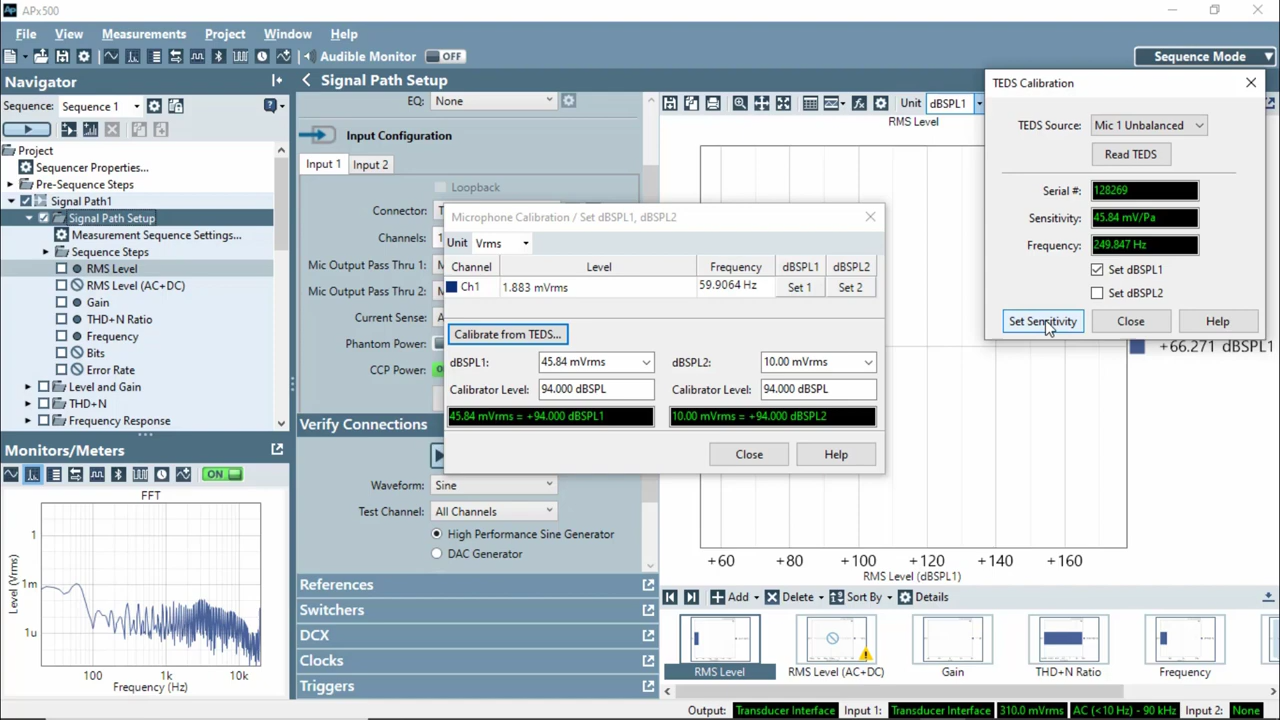 APx500
File View Measurements Project Window Help
Audible Monitor OFF
Sequence Mode
Navigator
Sequence: Sequence 1
Project
Sequencer Properties...
Pre-Sequence Steps
Signal Path1
Signal Path Setup
Measurement Sequence Settings...
Sequence Steps
RMS Level
RMS Level (AC+DC)
Gain
THD+N Ratio
Frequency
Bits
Error Rate
Level and Gain
THD+N
Frequency Response
Monitors/Meters
ON
FFT
Level (Vrms)
1
1m
1u
100 1k 10k
Frequency (Hz)
Signal Path Setup
EQ: None
Input Configuration
Input 1 Input 2
Loopback
Connector:
Channels: 1
Mic Output Pass Thru 1:
Mic Output Pass Thru 2:
Current Sense:
Phantom Power:
CCP Power:
Verify Connections
Waveform: Sine
Test Channel: All Channels
High Performance Sine Generator
DAC Generator
References
Switchers
DCX
Clocks
Triggers
Microphone Calibration / Set dBSPL1, dBSPL2
Unit Vrms
Channel Level Frequency dBSPL1 dBSPL2
Ch1 1.883 mVrms 59.9064 Hz Set 1 Set 2
Calibrate from TEDS...
dBSPL1: 45.84 mVrms dBSPL2: 10.00 mVrms
Calibrator Level: 94.000 dBSPL Calibrator Level: 94.000 dBSPL
45.84 mVrms = +94.000 dBSPL1 10.00 mVrms = +94.000 dBSPL2
Close Help
Unit dBSPL1
RMS Level
TEDS Calibration
TEDS Source: Mic 1 Unbalanced
Read TEDS
Serial #: 128269
Sensitivity: 45.84 mV/Pa
Frequency: 249.847 Hz
Set dBSPL1
Set dBSPL2
Set Sensitivity Close Help
+66.271 dBSPL1
+60 +80 +100 +120 +140 +160
RMS Level (dBSPL1)
Add Delete Sort By Details
RMS Level RMS Level (AC+DC) Gain THD+N Ratio Frequency
Output: Transducer Interface Input 1: Transducer Interface 310.0 mVrms AC (<10 Hz) - 90 kHz Input 2: None